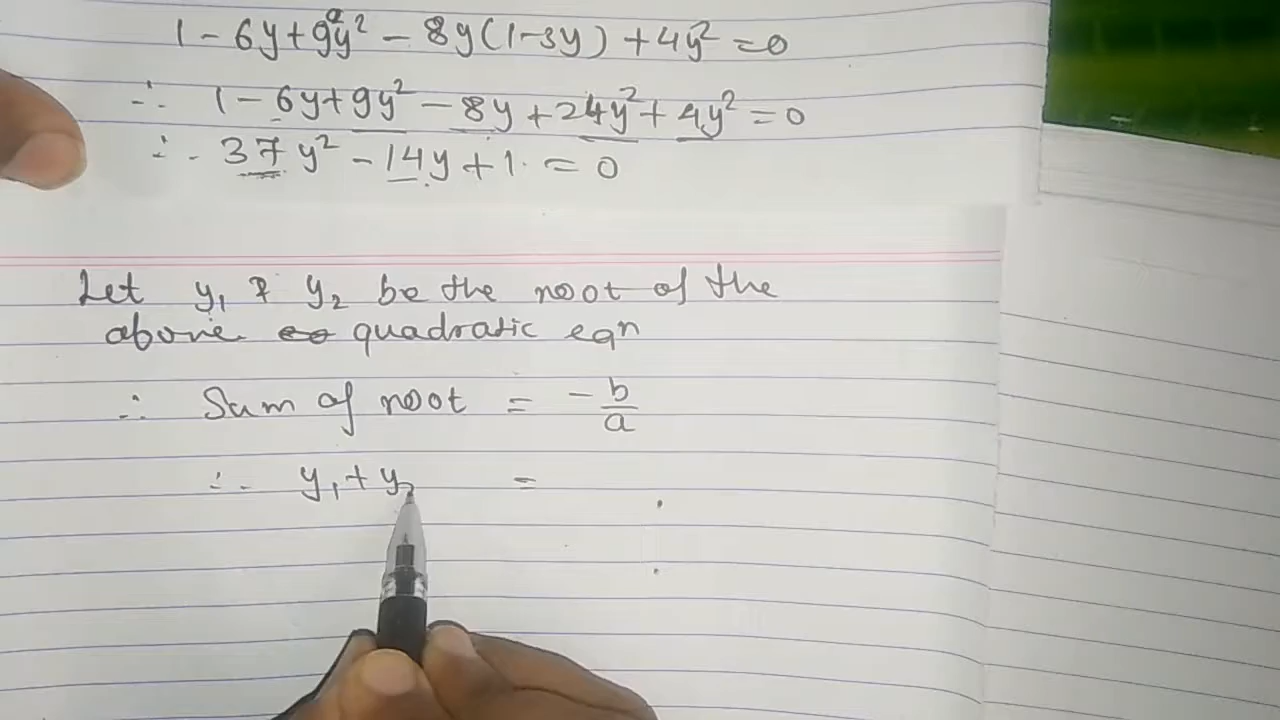 1 - 6y + 9y² - 8y(1-3y) + 4y² = 0
∴ 1 - 6y + 9y² - 8y + 24y² + 4y² = 0
∴ 37y² - 14y + 1 = 0
Let y₁ & y₂ be the root of the
above quadratic eqn
∴ Sum of root = -b/a
∴ y₁ + y₂ =